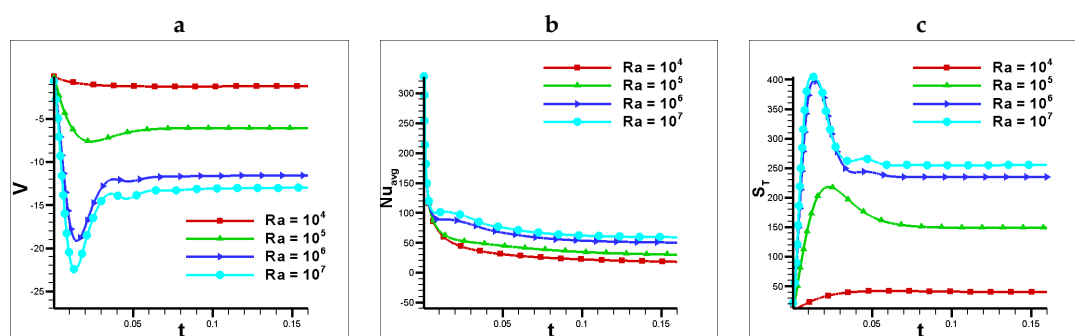 a
V
-5
-10
-15
-20
-25
0.05
0.1
0.15
t
Ra = 10⁴
Ra = 10⁵
Ra = 10⁶
Ra = 10⁷
b
Nu_avg
300
250
200
150
100
50
0
-50
0.05
0.1
0.15
t
Ra = 10⁴
Ra = 10⁵
Ra = 10⁶
Ra = 10⁷
c
S_T
400
350
300
250
200
150
100
50
0.05
0.1
0.15
t
Ra = 10⁴
Ra = 10⁵
Ra = 10⁶
Ra = 10⁷